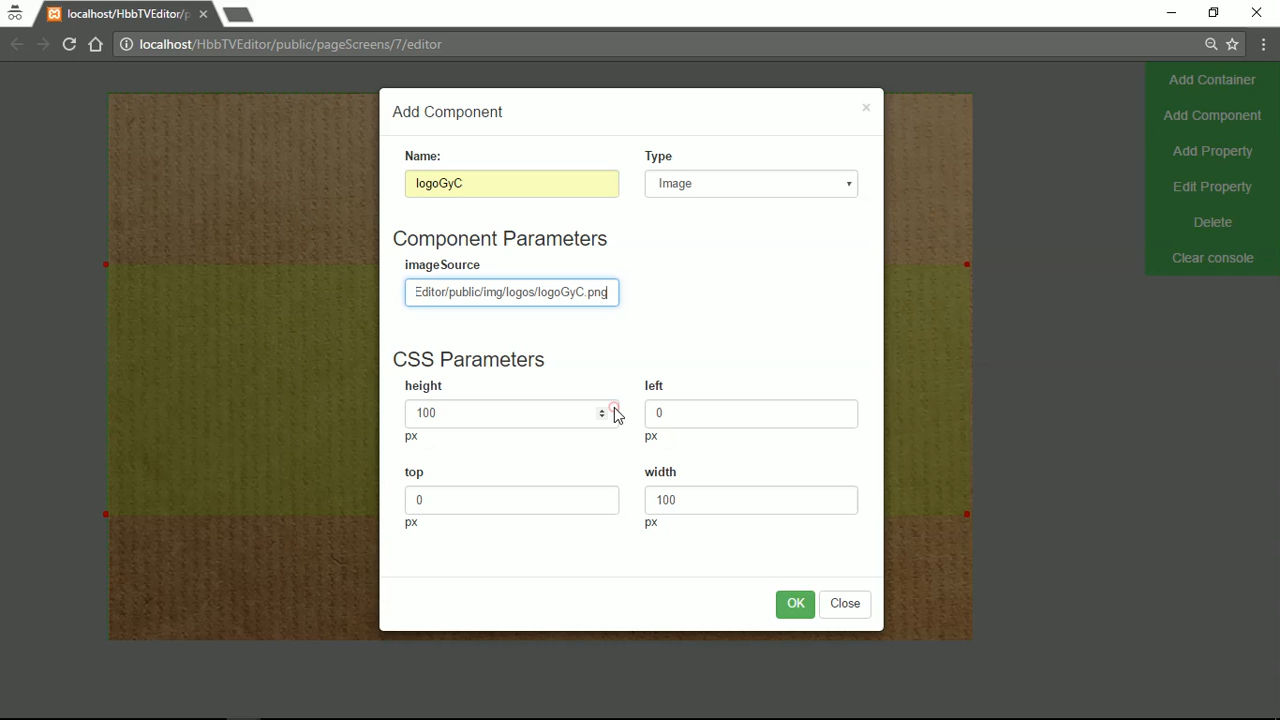 localhost/HbbTVEditor/p
localhost/HbbTVEditor/public/pageScreens/7/editor
Add Container
Add Component
Add Property
Edit Property
Delete
Clear console
Add Component
×
Name:
Type
logoGyC
Image
Component Parameters
imageSource
Editor/public/img/logos/logoGyC.png
CSS Parameters
height
left
100
0
px
px
top
width
0
100
px
px
OK
Close